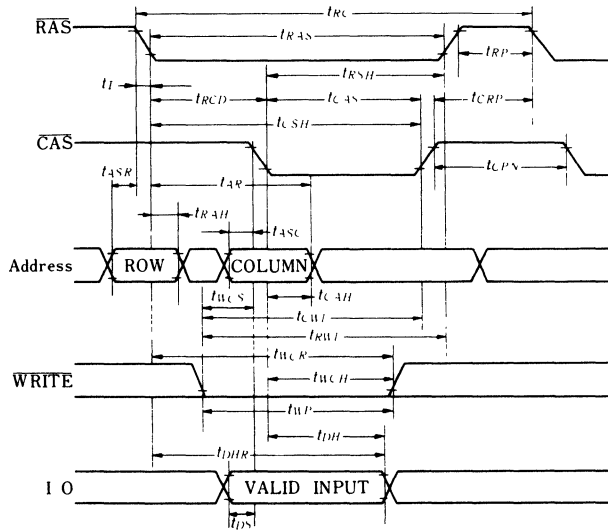 tRC
RAS
tRAS
tRP
tRSH
tI
tRCD
tCAS
tCRP
tCSH
CAS
tCPN
tASR
tAR
tRAH
tASC
Address
ROW
COLUMN
tWCS
tCAH
tCWL
tRWL
tWCR
WRITE
tWCH
tWP
tDH
tDHR
I O
VALID INPUT
tDS